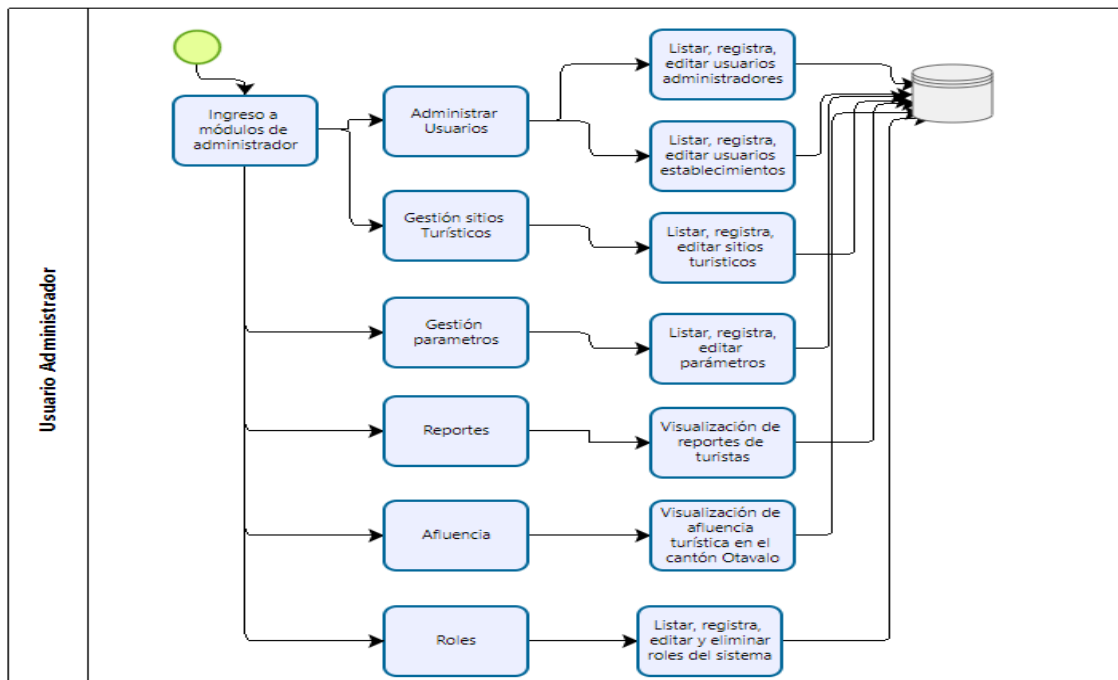 Usuario Administrador
Ingreso a
módulos de
administrador
Administrar
Usuarios
Listar, registra,
editar usuarios
administradores
Listar, registra,
editar usuarios
establecimientos
Gestión sitios
Turísticos
Listar, registra,
editar sitios
turisticos
Gestión
parametros
Listar, registra,
editar
parámetros
Reportes
Visualización de
reportes de
turistas
Afluencia
Visualización de
afluencia
turística en el
cantón Otavalo
Roles
Listar, registra,
editar y eliminar
roles del sistema